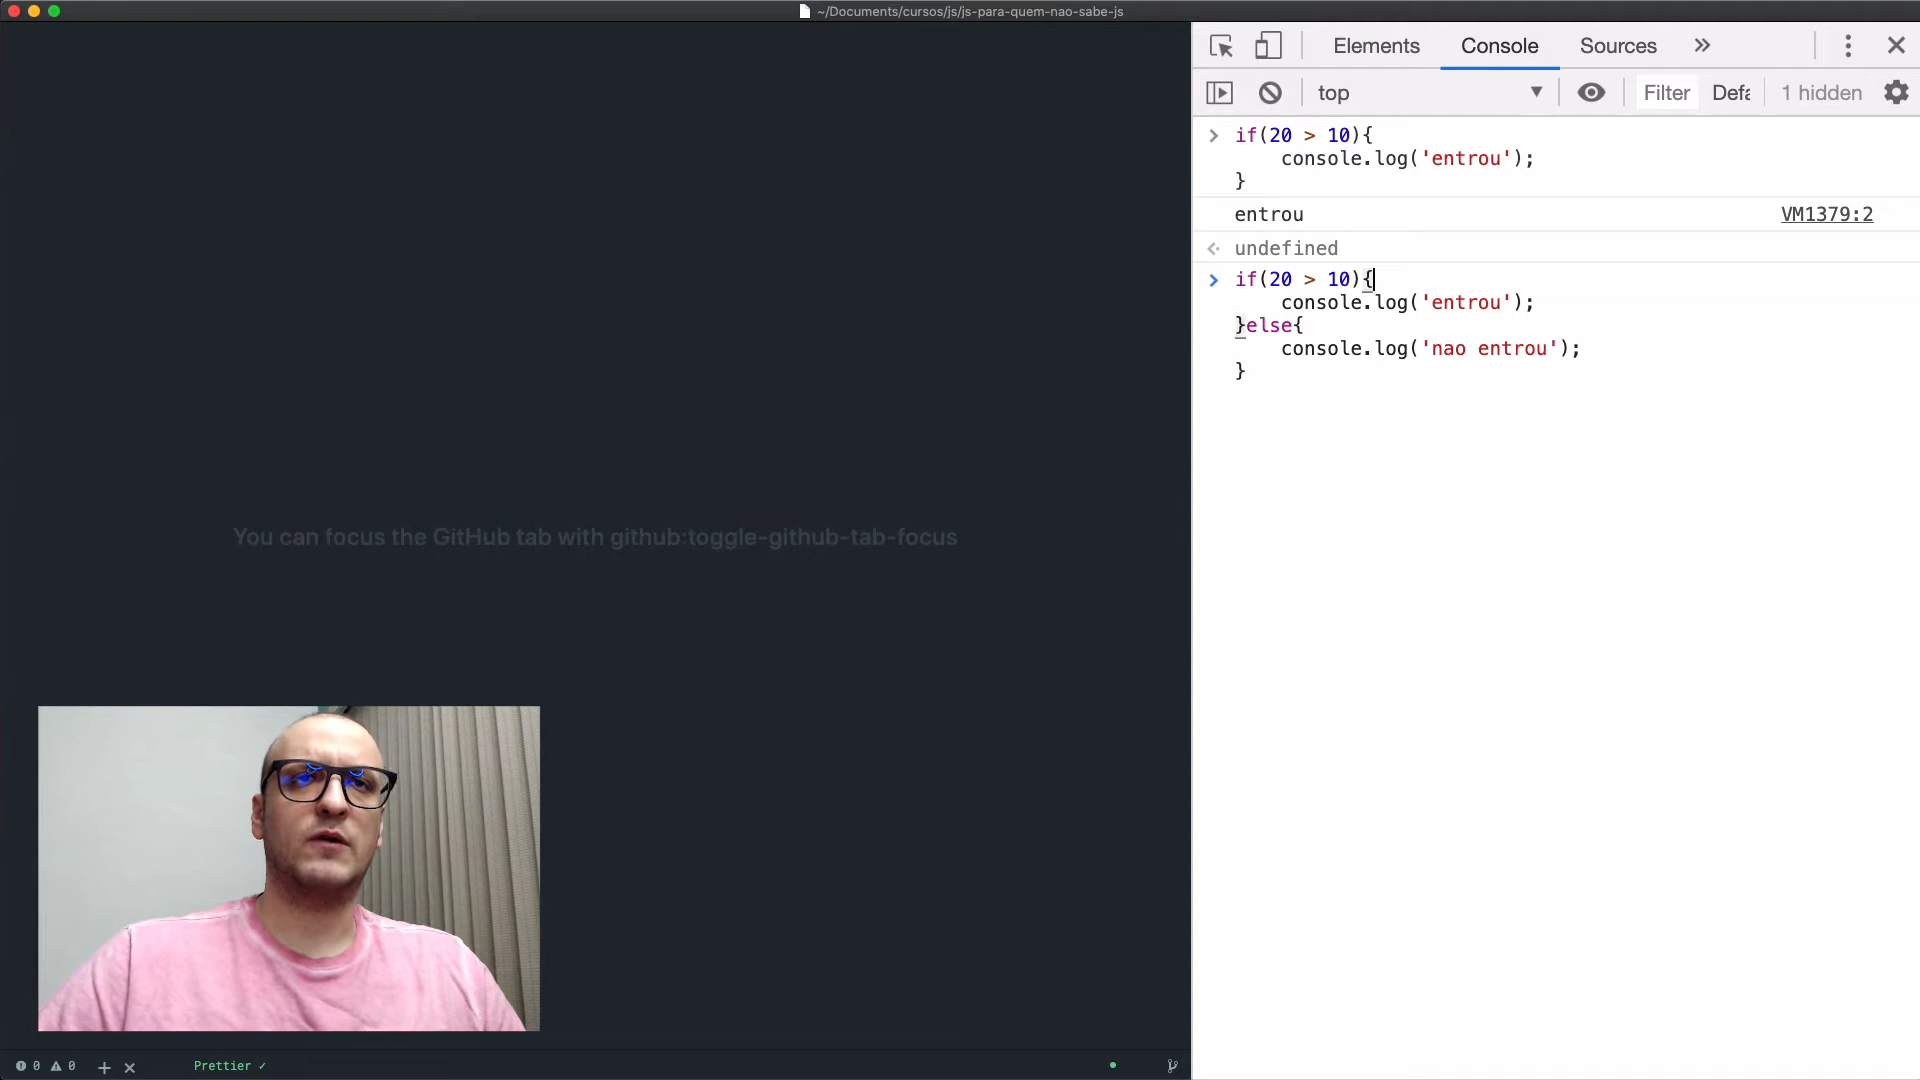 ~/Documents/cursos/js/js-para-quem-nao-sabe-js
You can focus the GitHub tab with github:toggle-github-tab-focus
0 0 + × Prettier ✓
Elements Console Sources »
top ▼ Filter Defa 1 hidden
> if(20 > 10){
console.log('entrou');
}
entrou VM1379:2
undefined
> if(20 > 10){
console.log('entrou');
}else{
console.log('nao entrou');
}